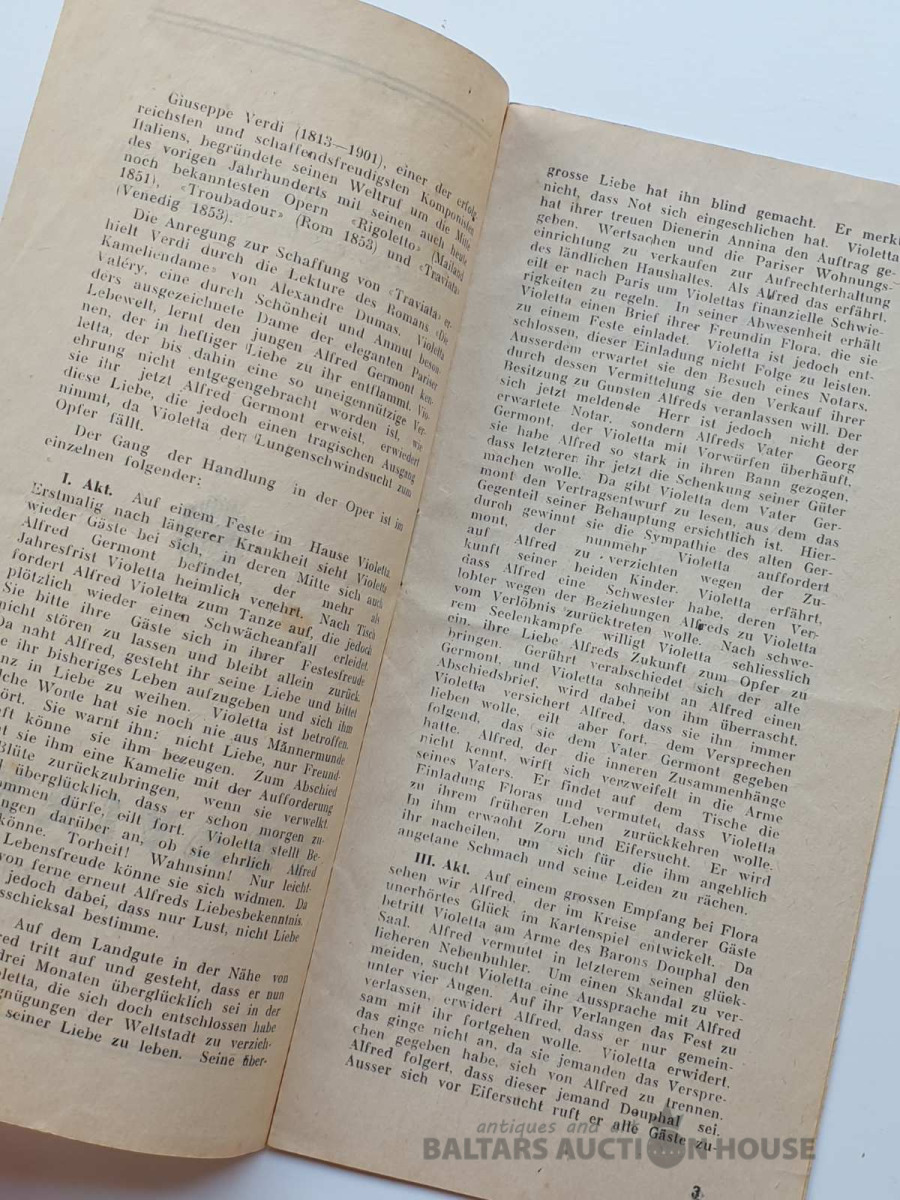 Giuseppe Verdi (1813—1901), einer der erfolg-
reichsten und schaffendsfreudigsten Komponisten
Italiens, begründete seinen Weltruf um die Mitte
des vorigen Jahrhunderts mit seinen auch heute
noch bekanntesten Opern «Rigoletto» (Mailand
1851), «Troubadour» (Rom 1853) und «Traviata»
(Venedig 1853).
Die Anregung zur Schaffung von «Traviata» er-
hielt Verdi durch die Lekture des Romans «Die
Kameliendame» von Alexandre Dumas. Violetta
Valéry, eine durch Schönheit und Anmut beson-
ders ausgezeichnete Dame der eleganten Pariser
Lebewelt, lernt den jungen Alfred Germont ken-
nen, der in heftiger Liebe zu ihr entflammt. Vio-
letta, der bis dahin eine so uneigennützige Ver-
ehrung nicht entgegengebracht worden ist, wie
sie ihr jetzt Alfred Germont erweist, erwiedert
diese Liebe, die jedoch einen tragischen Ausgang
nimmt, da Violetta der Lungenschwindsucht zum
Opfer fällt.
Der Gang der Handlung in der Oper ist im
einzelnen folgender:
I. Akt. Auf einem Feste im Hause Violetta
Erstmalig nach längerer Krankheit sieht Violetta
wieder Gäste bei sich, in deren Mitte sich auch
Alfred Germont befindet, der mehr als
Jahresfrist Violetta heimlich verehrt. Nach Tisch
fordert Alfred Violetta zum Tanze auf, die jedoch
plötzlich wieder einen Schwächeanfall erleidet.
Sie bitte ihre Gäste sich in ihrer Festesfreude
nicht stören zu lassen und bleibt allein zurück.
Da naht Alfred, gesteht ihr seine Liebe und bittet
ie ihr bisheriges Leben aufzugeben und sich ihm
nz in Liebe zu weihen. Violetta ist betroffen.
lche Worte hat sie noch nie aus Männermunde
ört. Sie warnt ihn: nicht Liebe, nur Freund-
aft könne sie ihm bezeugen. Zum Abschied
t sie ihm eine Kamelie mit der Aufforderung
Blüte zurückzubringen, wenn sie verwelkt
überglücklich, dass er schon morgen zu-
ommen dürfe, eilt fort. Violetta stellt Be-
ngen darüber an, ob sie ehrlich Alfred
könne. Torheit! Wahnsinn! Nur leicht-
Lebensfreude könne sie sich widmen. Da
von ferne erneut Alfreds Liebesbekenntnis.
jedoch dabei, dass nur Lust, nicht Liebe
sschicksal bestimme.
Auf dem Landgute in der Nähe von
red tritt auf und gesteht, dass er nun
drei Monaten überglücklich sei in der
oletta, die sich doch entschlossen habe
gnügungen der Weltstadt zu verzich-
seiner Liebe zu leben. Seine über-
grosse Liebe hat ihn blind gemacht. Er merkt
nicht, dass Not sich eingeschlichen hat. Violetta
hat ihrer treuen Dienerin Annina den Auftrag ge-
geben, Wertsachen und die Pariser Wohnungs-
einrichtung zu verkaufen zur Aufrechterhaltung
des ländlichen Haushaltes. Als Alfred das erfährt,
eilt er nach Paris um Violettas finanzielle Schwie-
rigkeiten zu regeln. In seiner Abwesenheit erhält
Violetta einen Brief ihrer Freundin Flora, die sie
zu einem Feste einladet. Violetta ist jedoch ent-
schlossen, dieser Einladung nicht Folge zu leisten.
Ausserdem erwartet sie den Besuch eines Notars,
durch dessen Vermittelung sie den Verkauf ihrer
Besitzung zu Gunsten Alfreds veranlassen will. Der
sich jetzt meldende Herr ist jedoch nicht der
erwartete Notar, sondern Alfreds Vater Georg
Germont, der Violetta mit Vorwürfen überhäuft,
sie habe Alfred so stark in ihren Bann gezogen,
dass letzterer ihr jetzt die Schenkung seiner Güter
machen wolle. Da gibt Violetta dem Vater Ger-
mont den Vertragsentwurf zu lesen, aus dem das
Gegenteil seiner Behauptung ersichtlich ist. Hier-
durch gewinnt sie die Sympathie des alten Ger-
mont, der nunmehr Violetta auffordert
auf Alfred zu verzichten wegen der Zu-
kunft seiner beiden Kinder. Violetta erfährt,
dass Alfred eine Schwester habe, deren Ver-
lobter wegen der Beziehungen Alfreds zu Violetta
vom Verlöbnis zurücktreten wolle. Nach schwe-
rem Seelenkampfe willigt Violetta schliesslich
ein, ihre Liebe Alfreds Zukunft zum Opfer zu
bringen. Gerührt verabschiedet sich der alte
Germont, und Violetta schreibt an Alfred einen
Abschiedsbrief, wird dabei von ihm überrascht.
Violetta versichert Alfred, dass sie ihn immer
lieben wolle, eilt aber fort, dem Versprechen
folgend, das sie dem Vater Germont gegeben
hatte. Alfred, der die inneren Zusammenhänge
nicht kennt, wirft sich verzweifelt in die Arme
seines Vaters. Er findet auf dem Tische die
Einladung Floras und vermutet, dass Violetta
zu ihrem früheren Leben zurückkehren wolle.
In ihm erwacht Zorn und Eifersucht. Er wird
ihr nacheilen, um sich für die ihm angeblich
angetane Schmach und seine Leiden zu rächen.
III. Akt. Auf einem grossen Empfang bei Flora
sehen wir Alfred, der im Kreise anderer Gäste
unerhörtes Glück im Kartenspiel entwickelt. Da
betritt Violetta am Arme des Barons Douphal den
Saal. Alfred vermutet in letzterem seinen glück-
licheren Nebenbuhler. Um einen Skandal zu ver-
meiden, sucht Violetta eine Aussprache mit Alfred
unter vier Augen. Auf ihr Verlangen das Fest zu
verlassen, erwidert Alfred, dass er nur gemein-
sam mit ihr fortgehen wolle. Violetta erwidert,
das ginge nicht an, da sie jemanden das Verspre-
chen gegeben habe, sich von Alfred zu trennen.
Alfred folgert, dass dieser jemand Douphal sei.
Ausser sich vor Eifersucht ruft er alle Gäste zu-
3
antiques and art
BALTARS AUCTION HOUSE